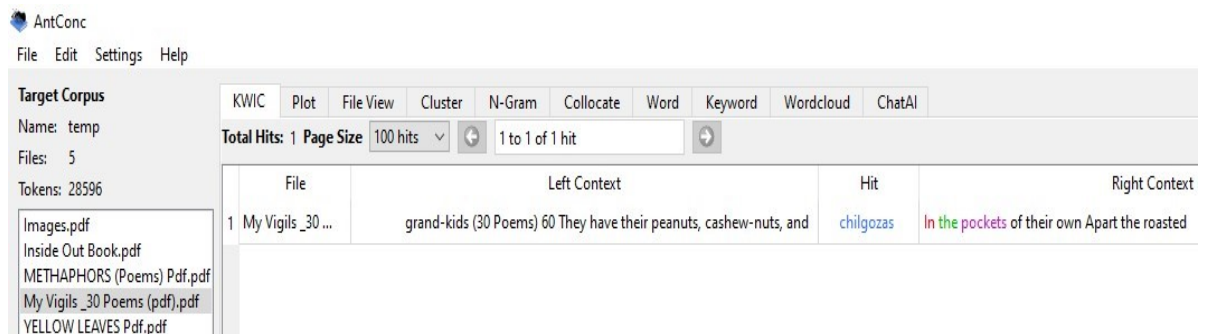 AntConc
File Edit Settings Help
Target Corpus
Name: temp
Files: 5
Tokens: 28596
Images.pdf
Inside Out Book.pdf
METHAPHORS (Poems) Pdf.pdf
My Vigils _30 Poems (pdf).pdf
YELLOW LEAVES Pdf.pdf
KWIC Plot File View Cluster N-Gram Collocate Word Keyword Wordcloud ChatAI
Total Hits: 1 Page Size 100 hits 1 to 1 of 1 hit
File Left Context Hit Right Context
1 My Vigils _30 ... grand-kids (30 Poems) 60 They have their peanuts, cashew-nuts, and chilgozas In the pockets of their own Apart the roasted